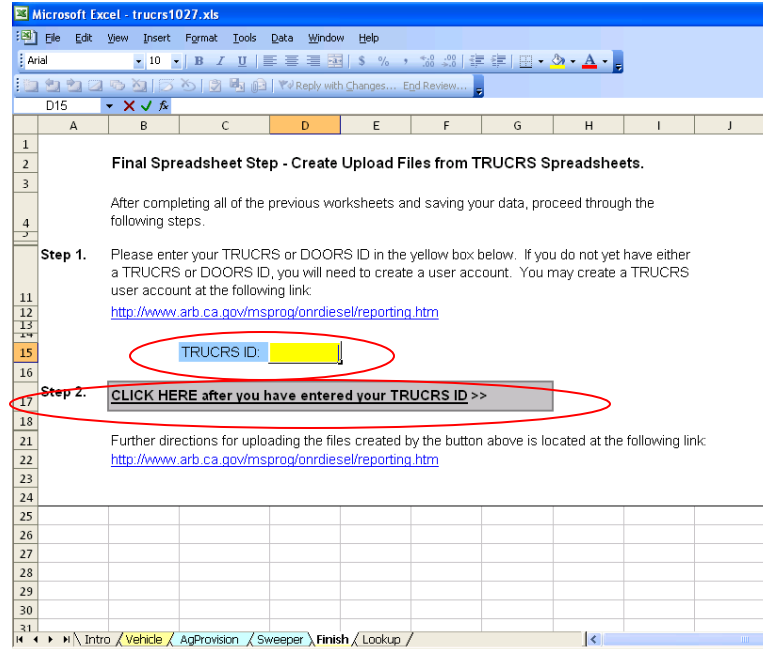 Microsoft Excel - trucrs1027.xls
File Edit View Insert Format Tools Data Window Help
Arial 10 B I U $ % , .00 .00 A
Reply with Changes... End Review...
D15
A B C D E F G H I J
1
2 Final Spreadsheet Step - Create Upload Files from TRUCRS Spreadsheets.
3
After completing all of the previous worksheets and saving your data, proceed through the
4 following steps.
5
Step 1. Please enter your TRUCRS or DOORS ID in the yellow box below. If you do not yet have either
a TRUCRS or DOORS ID, you will need to create a user account. You may create a TRUCRS
11 user account at the following link:
12 http://www.arb.ca.gov/msprog/onrdiesel/reporting.htm
13
14
15 TRUCRS ID:
16
17 Step 2. CLICK HERE after you have entered your TRUCRS ID >>
18
21 Further directions for uploading the files created by the button above is located at the following link:
22 http://www.arb.ca.gov/msprog/onrdiesel/reporting.htm
23
24
25
26
27
28
29
30
31
Intro Vehicle AgProvision Sweeper Finish Lookup